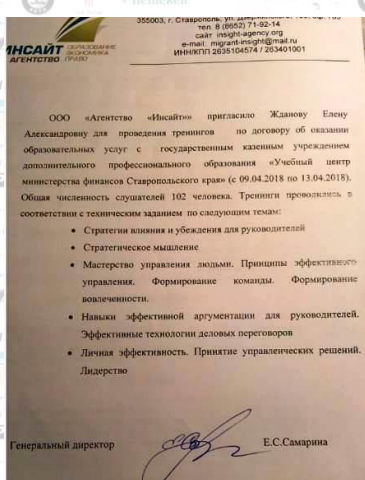 355003, г. Ставрополь, ул.
тел. 8 (8652) 71-92-14
сайт insight-agency.org
e-mail: migrant-insight@mail.ru
ИНН/КПП 2635104574 / 263401001
ИНСАЙТ ОБРАЗОВАНИЕ
ЭКОНОМИКА
АГЕНТСТВО ПРАВО
ООО «Агентство «Инсайт»» пригласило Жданову Елену
Александровну для проведения тренингов по договору об оказании
образовательных услуг с государственным казенным учреждением
дополнительного профессионального образования «Учебный центр
министерства финансов Ставропольского края» (с 09.04.2018 по 13.04.2018).
Общая численность слушателей 102 человека. Тренинги проводились в
соответствии с техническим заданием по следующим темам:
• Стратегии влияния и убеждения для руководителей
• Стратегическое мышление
• Мастерство управления людьми. Принципы эффективного
управления. Формирование команды. Формирование
вовлеченности.
• Навыки эффективной аргументации для руководителей.
Эффективные технологии деловых переговоров
• Личная эффективность. Принятие управленческих решений.
Лидерство
Генеральный директор Е.С.Самарина